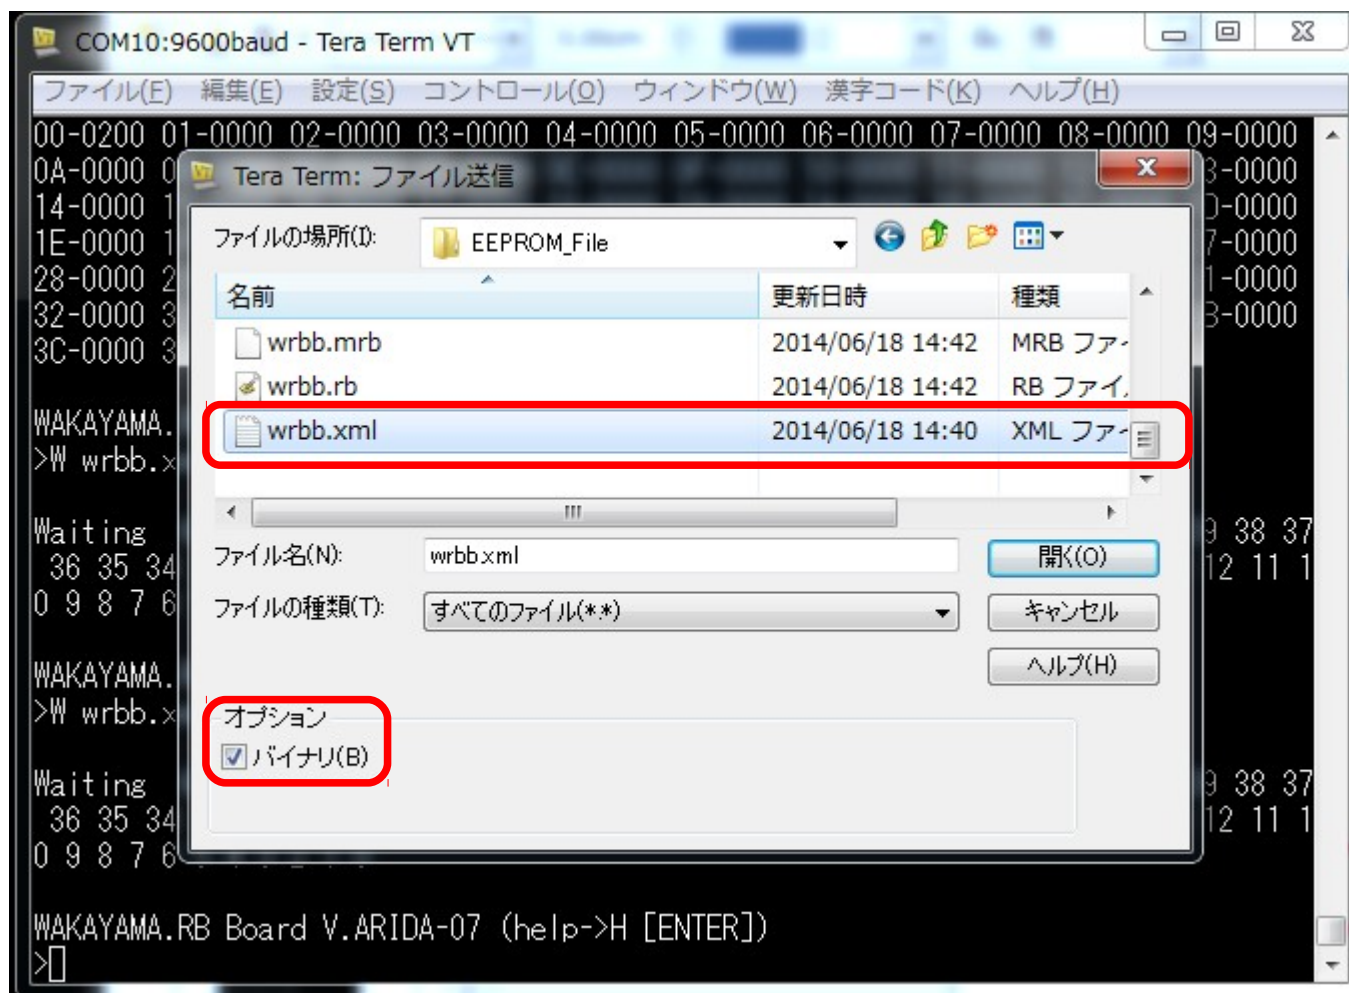 COM10:9600baud - Tera Term VT
ファイル(F) 編集(E) 設定(S) コントロール(O) ウィンドウ(W) 漢字コード(K) ヘルプ(H)
00-0200 01-0000 02-0000 03-0000 04-0000 05-0000 06-0000 07-0000 08-0000 09-0000
0A-0000 0 3-0000
14-0000 1 -0000
1E-0000 1 7-0000
28-0000 2 1-0000
32-0000 3 -0000
3C-0000 3
Tera Term: ファイル送信
ファイルの場所(I): EEPROM_File
名前 更新日時 種類
wrbb.mrb 2014/06/18 14:42 MRB ファ
wrbb.rb 2014/06/18 14:42 RB ファイ
wrbb.xml 2014/06/18 14:40 XML ファ
ファイル名(N): wrbb.xml 開く(O)
ファイルの種類(T): すべてのファイル(*.*) キャンセル
ヘルプ(H)
オプション
バイナリ(B)
WAKAYAMA.
>W wrbb.x
Waiting 9 38 37
36 35 34 12 11 1
0 9 8 7 6
WAKAYAMA.
>W wrbb.x
Waiting 9 38 37
36 35 34 12 11 1
0 9 8 7 6
WAKAYAMA.RB Board V.ARIDA-07 (help->H [ENTER])
>